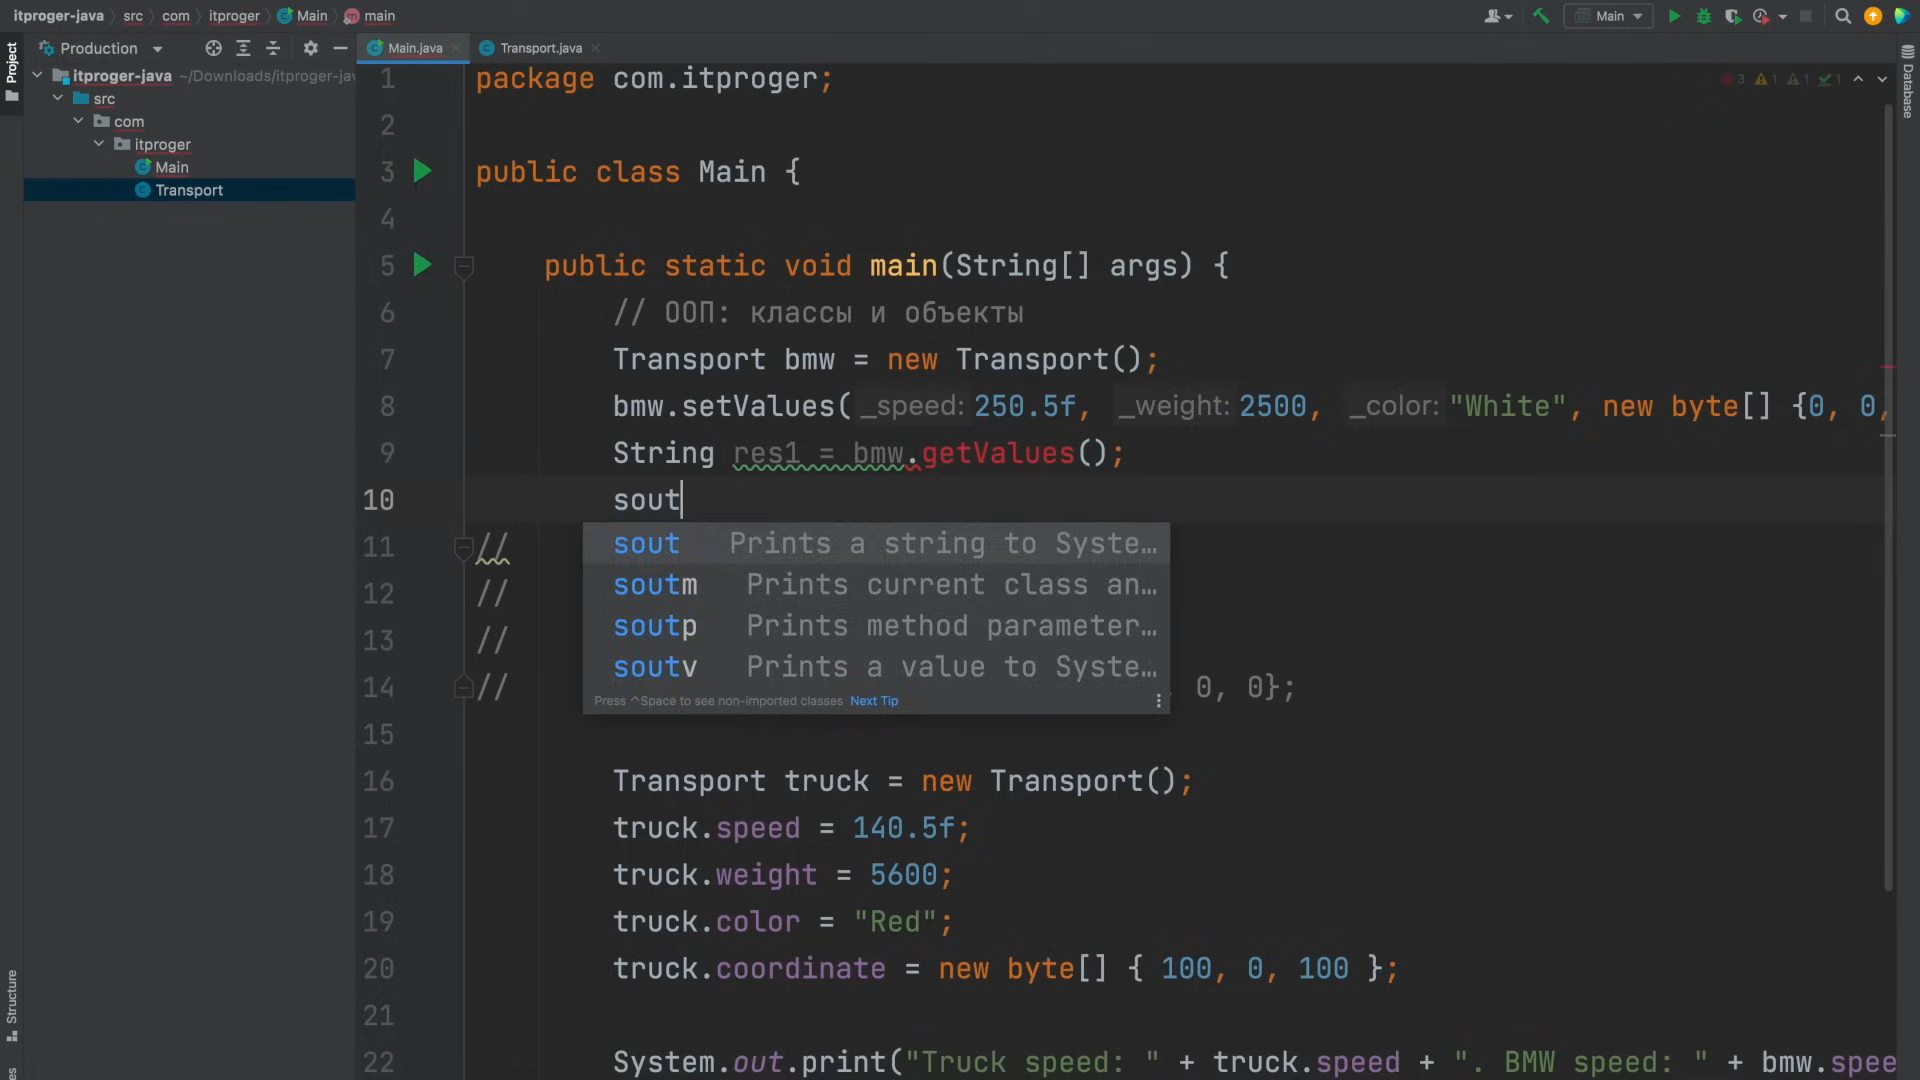 itproger-java src com itproger Main main
Main
Production
Main.java
Transport.java
Project
itproger-java ~/Downloads/itproger-jav
src
com
itproger
Main
Transport
Structure
Database
3 1 1 1
1 package com.itproger;
2
3 public class Main {
4
5 public static void main(String[] args) {
6 // ООП: классы и объекты
7 Transport bmw = new Transport();
8 bmw.setValues( _speed: 250.5f, _weight: 2500, _color: "White", new byte[] {0, 0,
9 String res1 = bmw.getValues();
10 sout
sout Prints a string to Syste…
soutm Prints current class an…
soutp Prints method parameter…
soutv Prints a value to Syste…
Press ^Space to see non-imported classes Next Tip
11 //
12 //
13 //
14 // 0, 0};
15
16 Transport truck = new Transport();
17 truck.speed = 140.5f;
18 truck.weight = 5600;
19 truck.color = "Red";
20 truck.coordinate = new byte[] { 100, 0, 100 };
21
22 System.out.print("Truck speed: " + truck.speed + ". BMW speed: " + bmw.spee